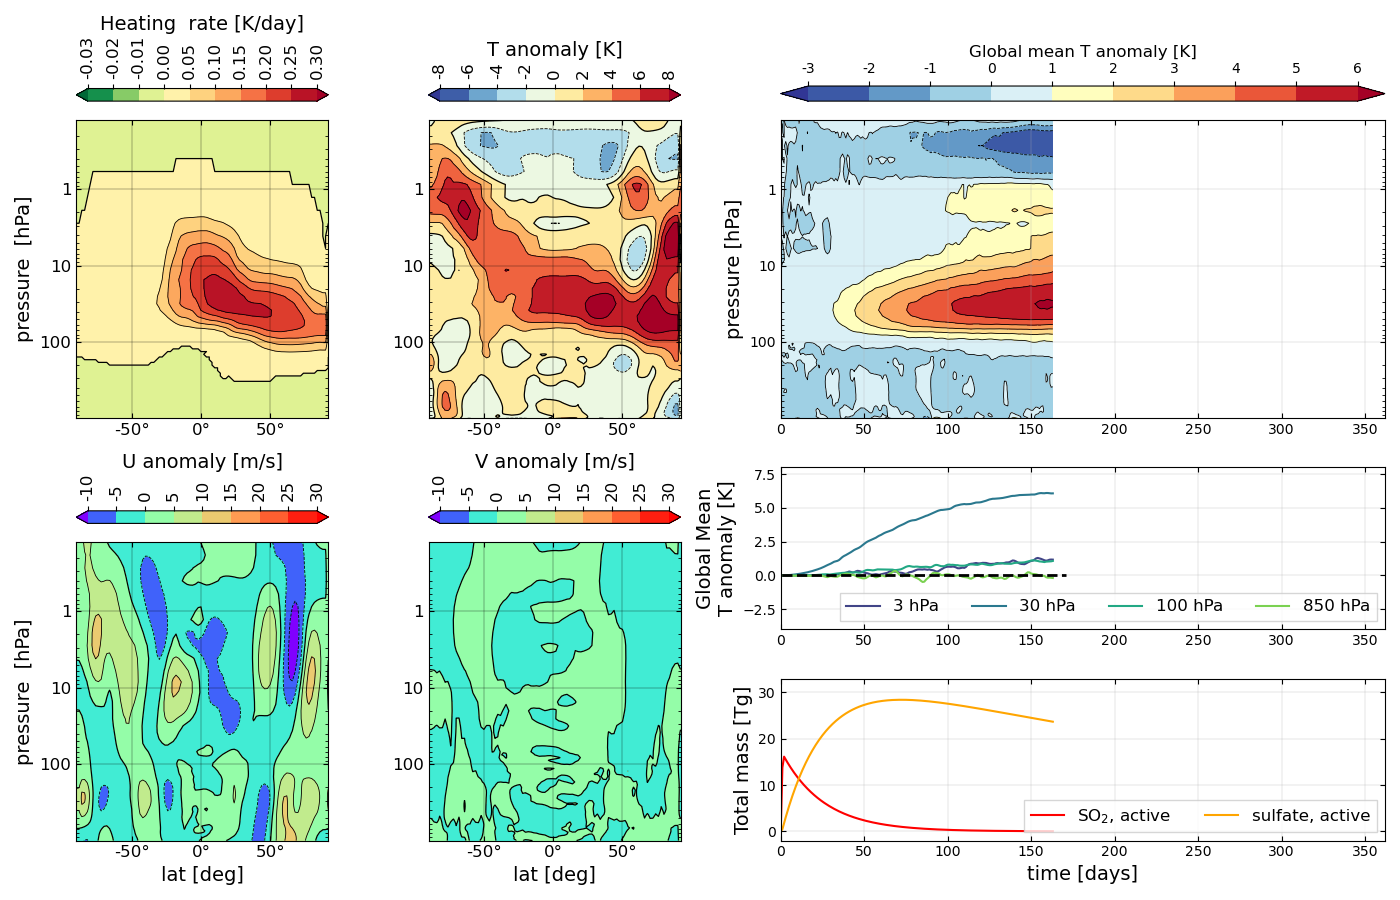 Heating  rate [K/day]
-0.03 -0.02 -0.01 0.00 0.05 0.10 0.15 0.20 0.25 0.30
pressure  [hPa]
1
10
100
-50° 0° 50°
T anomaly [K]
-8 -6 -4 -2 0 2 4 6 8
1
10
100
-50° 0° 50°
Global mean T anomaly [K]
-3 -2 -1 0 1 2 3 4 5 6
pressure [hPa]
1
10
100
0 50 100 150 200 250 300 350
U anomaly [m/s]
-10 -5 0 5 10 15 20 25 30
pressure  [hPa]
1
10
100
-50° 0° 50°
lat [deg]
V anomaly [m/s]
-10 -5 0 5 10 15 20 25 30
1
10
100
-50° 0° 50°
lat [deg]
Global Mean
T anomaly [K]
7.5
5.0
2.5
0.0
−2.5
3 hPa 30 hPa 100 hPa 850 hPa
0 50 100 150 200 250 300 350
Total mass [Tg]
30
20
10
0
SO₂, active sulfate, active
0 50 100 150 200 250 300 350
time [days]